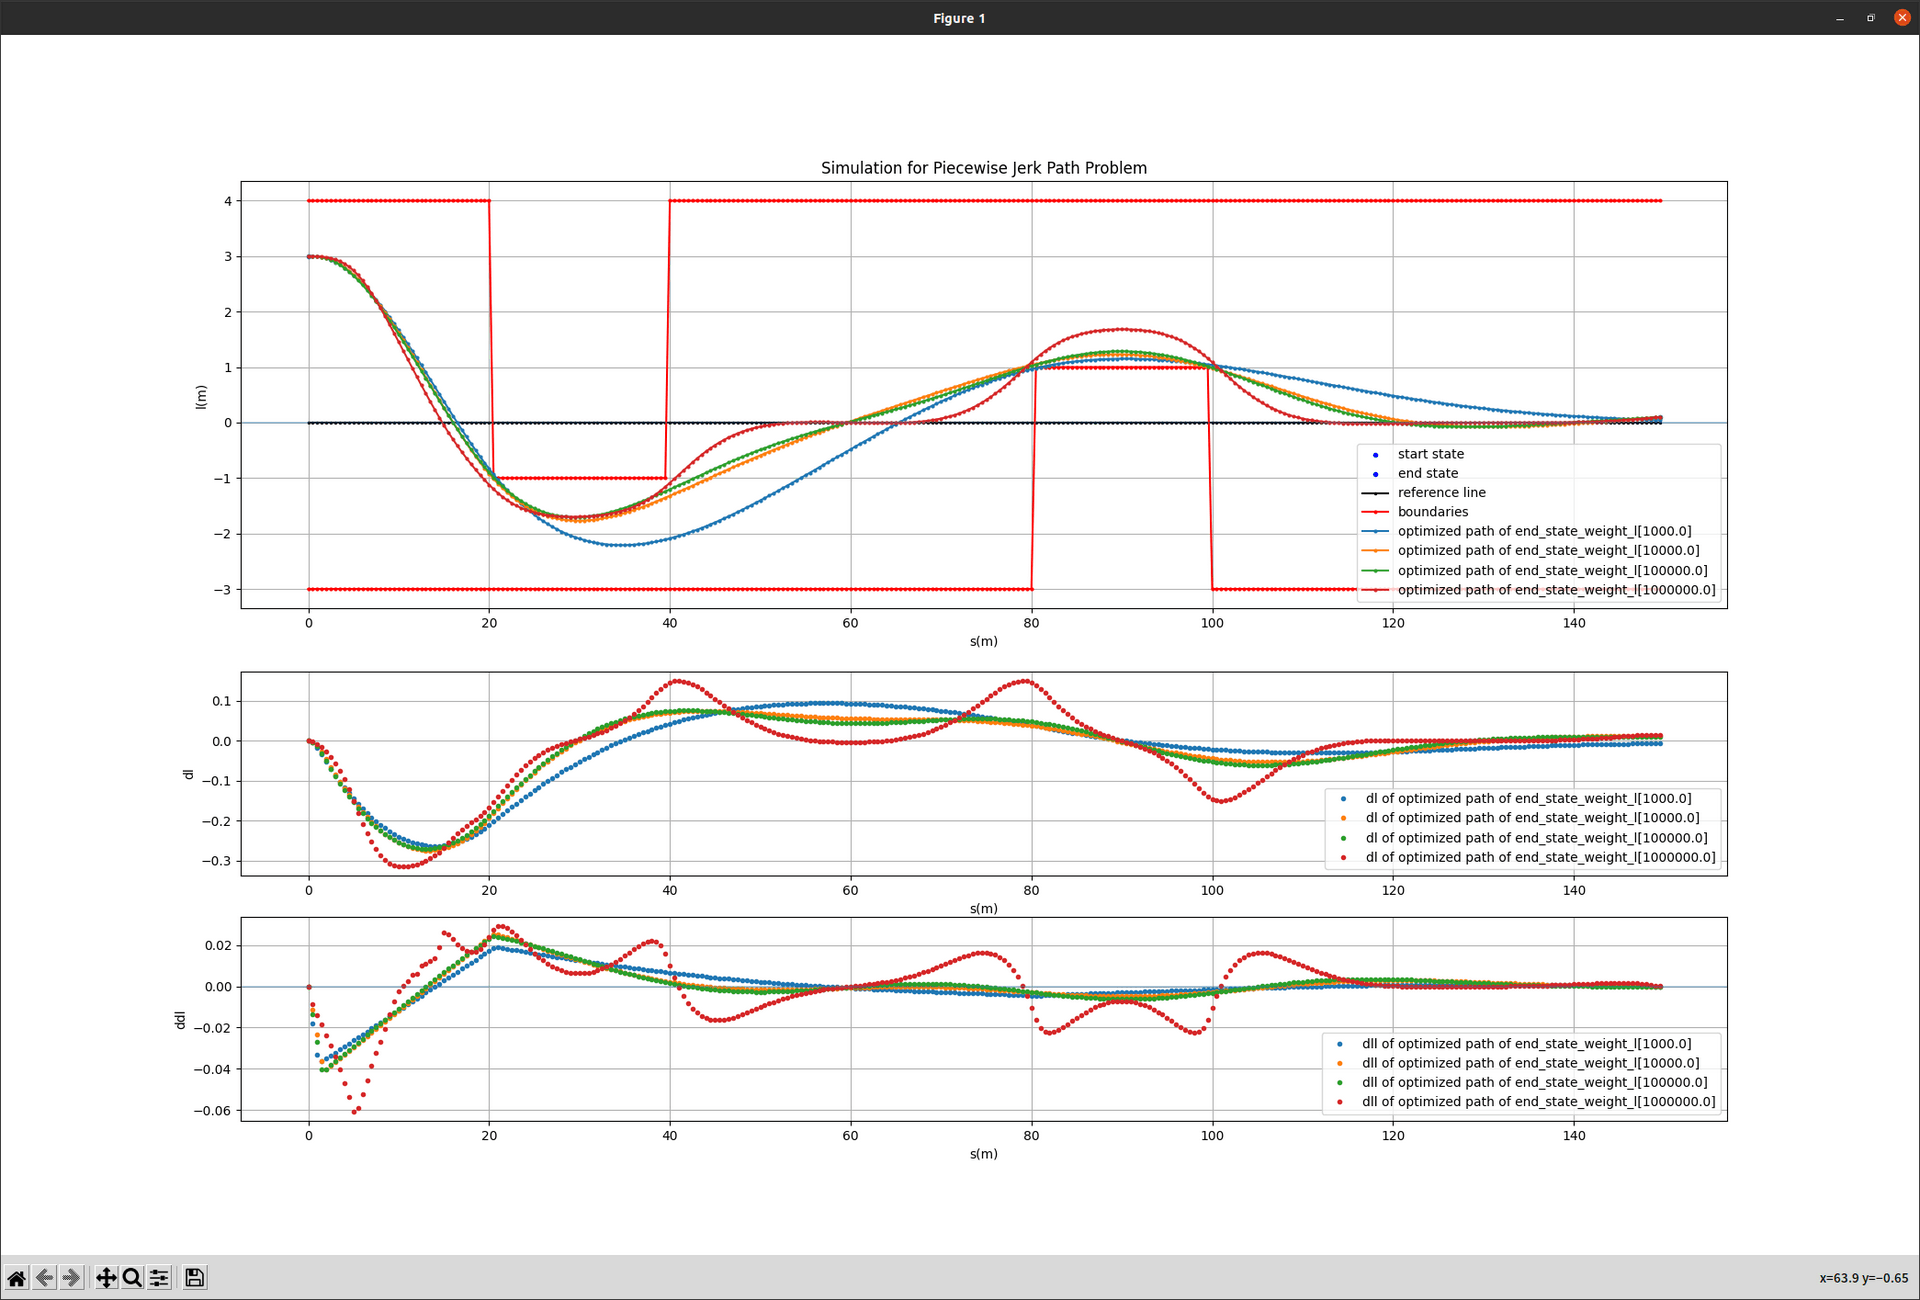 Figure 1
Simulation for Piecewise Jerk Path Problem
4
3
2
1
0
−1
−2
−3
l(m)
0 20 40 60 80 100 120 140
s(m)
start state
end state
reference line
boundaries
optimized path of end_state_weight_l[1000.0]
optimized path of end_state_weight_l[10000.0]
optimized path of end_state_weight_l[100000.0]
optimized path of end_state_weight_l[1000000.0]
0.1
0.0
−0.1
−0.2
−0.3
dl
0 20 40 60 80 100 120 140
s(m)
dl of optimized path of end_state_weight_l[1000.0]
dl of optimized path of end_state_weight_l[10000.0]
dl of optimized path of end_state_weight_l[100000.0]
dl of optimized path of end_state_weight_l[1000000.0]
0.02
0.00
−0.02
−0.04
−0.06
ddl
0 20 40 60 80 100 120 140
s(m)
dll of optimized path of end_state_weight_l[1000.0]
dll of optimized path of end_state_weight_l[10000.0]
dll of optimized path of end_state_weight_l[100000.0]
dll of optimized path of end_state_weight_l[1000000.0]
x=63.9 y=−0.65